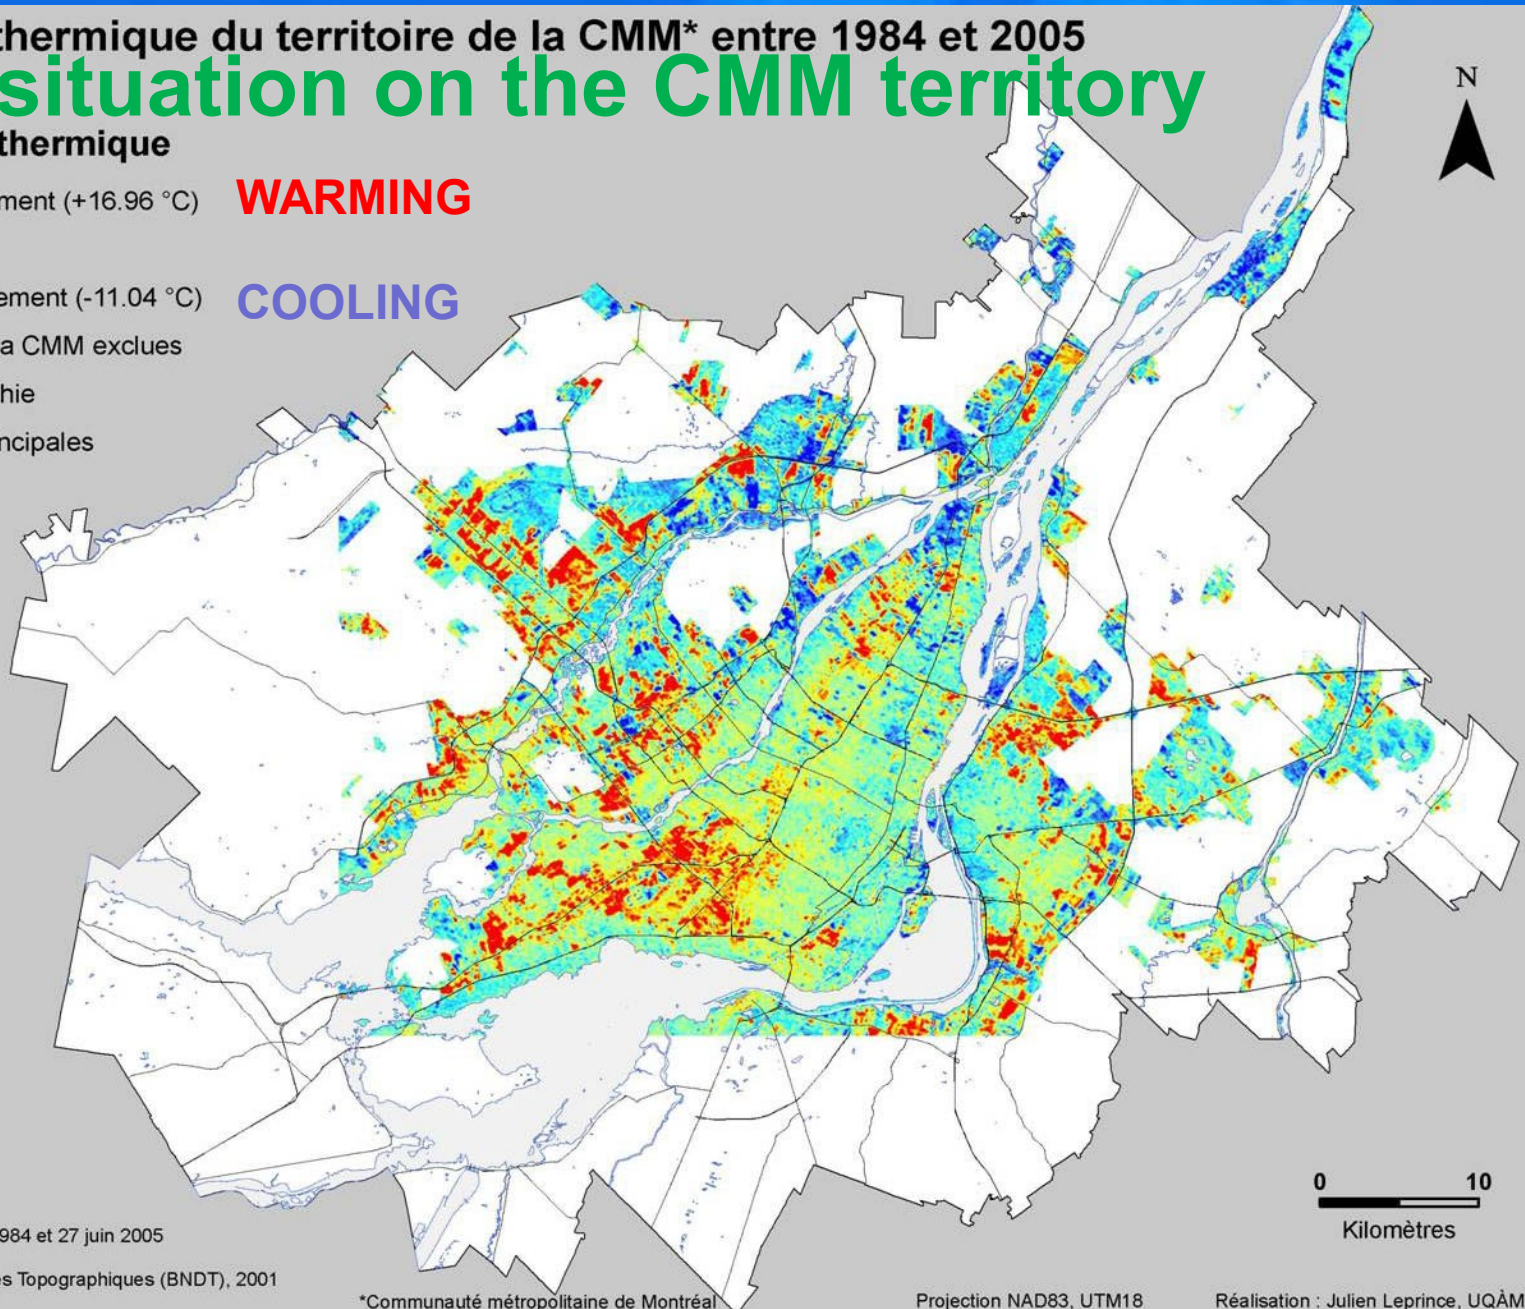 thermique du territoire de la CMM* entre 1984 et 2005
situation on the CMM territory
thermique
ment (+16.96 °C) WARMING
ement (-11.04 °C) COOLING
a CMM exclues
hie
ncipales
N
0 10
Kilomètres
984 et 27 juin 2005
es Topographiques (BNDT), 2001
*Communauté métropolitaine de Montréal
Projection NAD83, UTM18
Réalisation : Julien Leprince, UQÀM